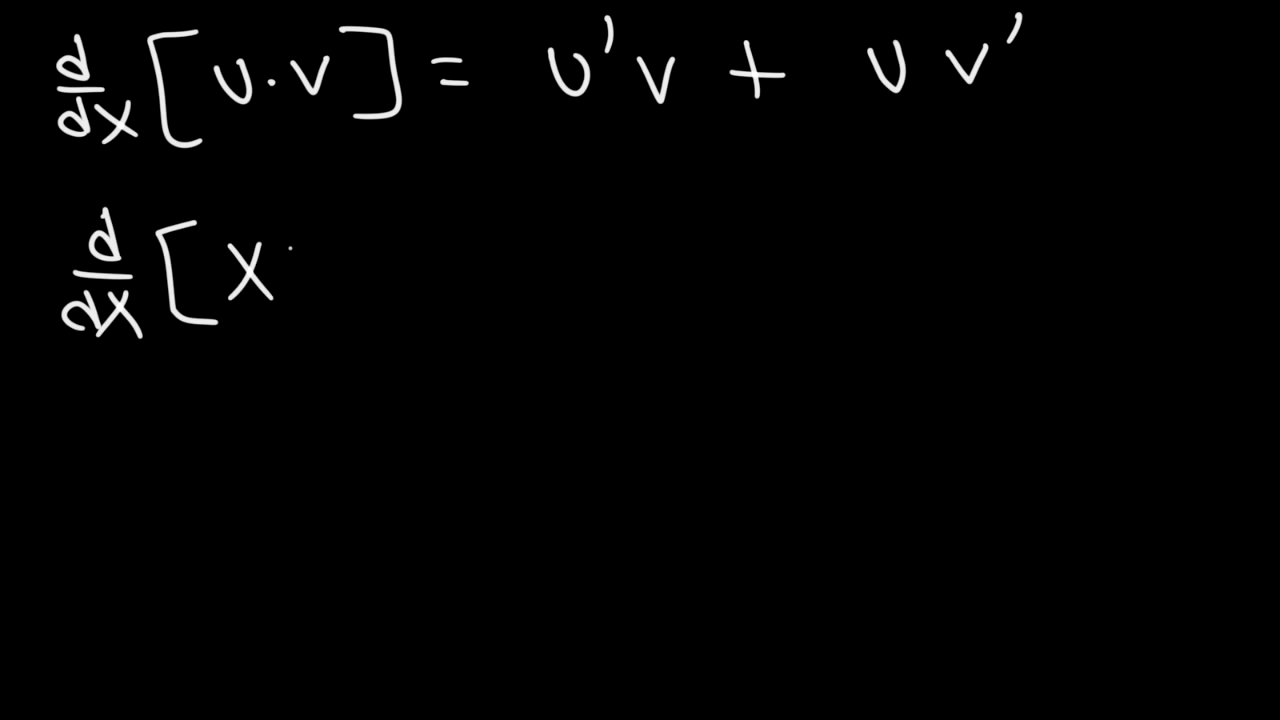 d/dx [u·v] = u'v + uv'
d/dx [x